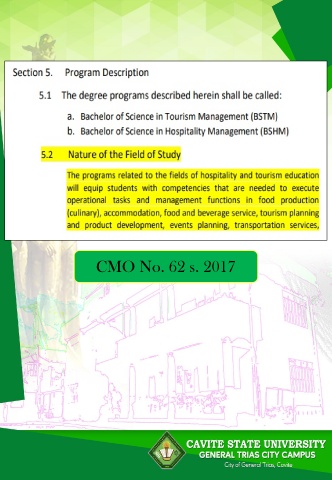 Section 5. Program Description
5.1 The degree programs described herein shall be called:
a. Bachelor of Science in Tourism Management (BSTM)
b. Bachelor of Science in Hospitality Management (BSHM)
5.2 Nature of the Field of Study
The programs related to the fields of hospitality and tourism education
will equip students with competencies that are needed to execute
operational tasks and management functions in food production
(culinary), accommodation, food and beverage service, tourism planning
and product development, events planning, transportation services,
CMO No. 62 s. 2017
CAVITE STATE UNIVERSITY
GENERAL TRIAS CITY CAMPUS
City of General Trias, Cavite